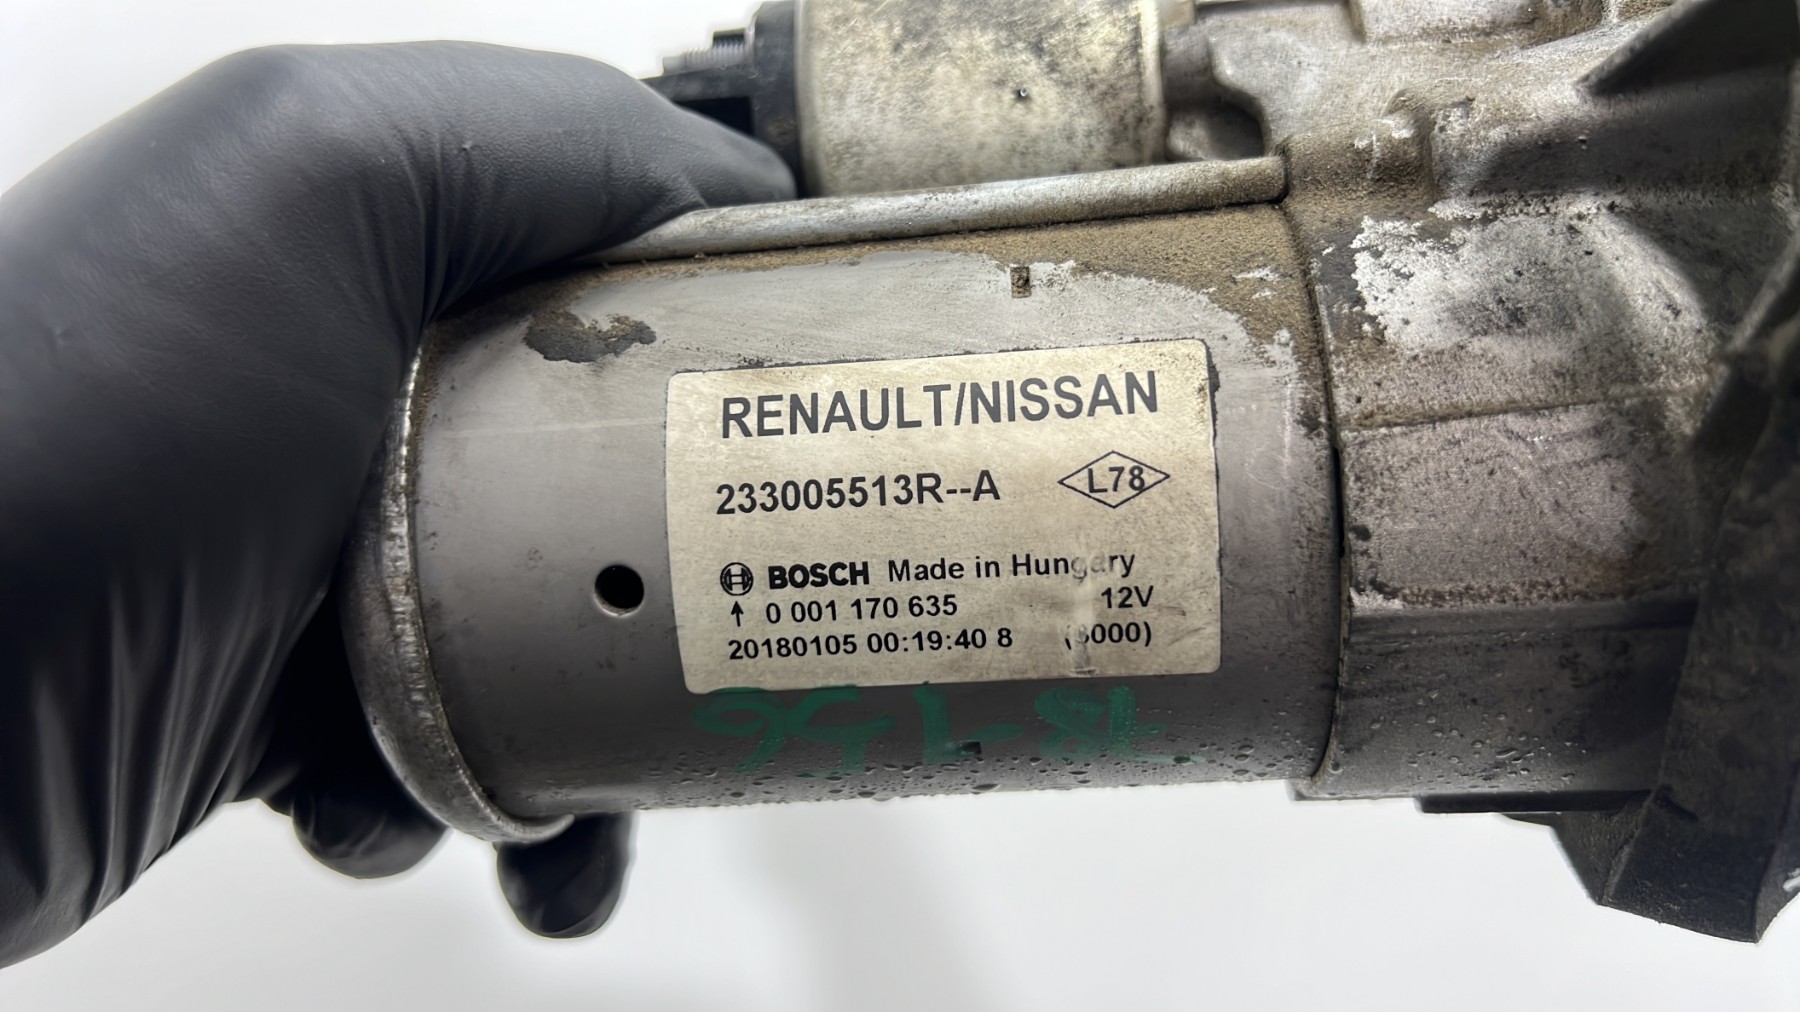 RENAULT/NISSAN
233005513R--A
L78
BOSCH Made in Hungary
0 001 170 635 12V
20180105 00:19:40 8